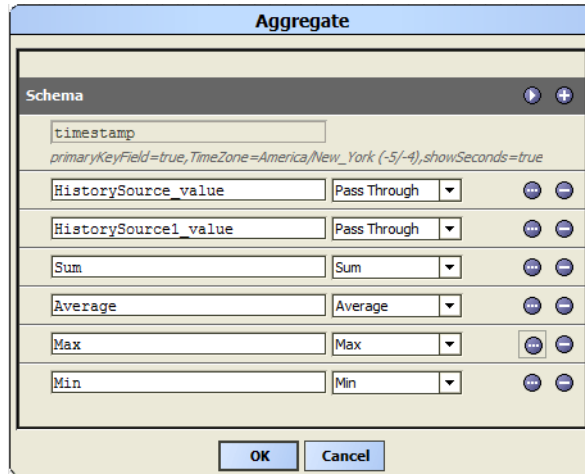 Aggregate
Schema
timestamp
primaryKeyField=true,TimeZone=America/New_York (-5/-4),showSeconds=true
HistorySource_value Pass Through
HistorySource1_value Pass Through
Sum Sum
Average Average
Max Max
Min Min
OK Cancel